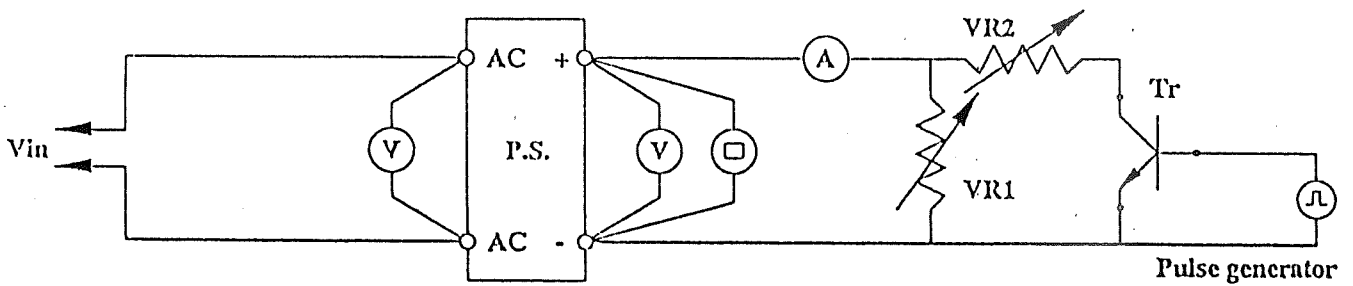 VR2
AC +
A
Tr
Vin
V
P.S.
V
VR1
AC -
Pulse generator